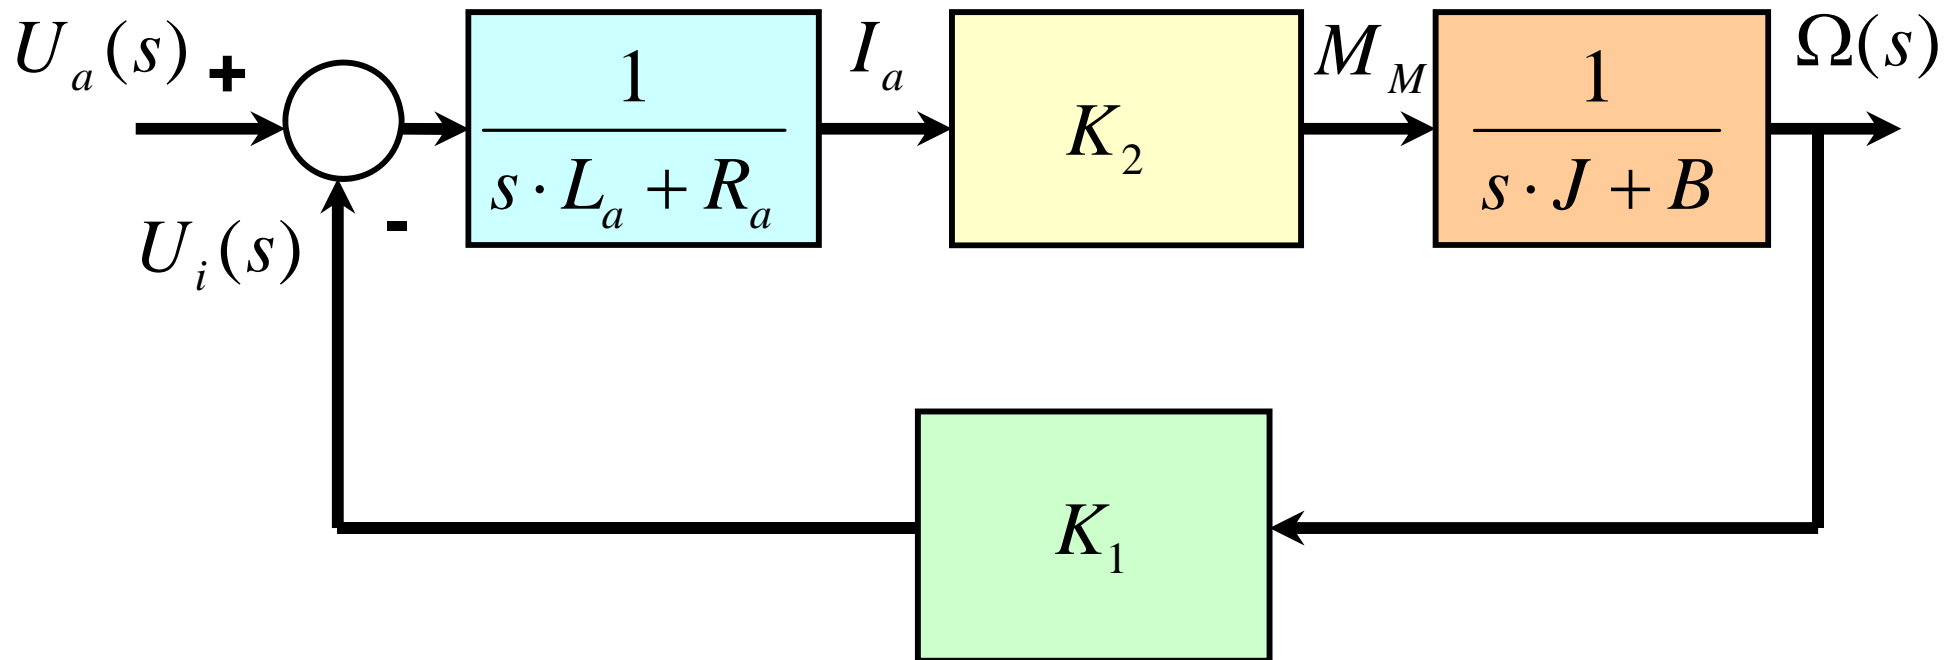 U_a(s)
+
1
s · L_a + R_a
I_a
K_2
M_M
1
s · J + B
Ω(s)
U_i(s)
-
K_1